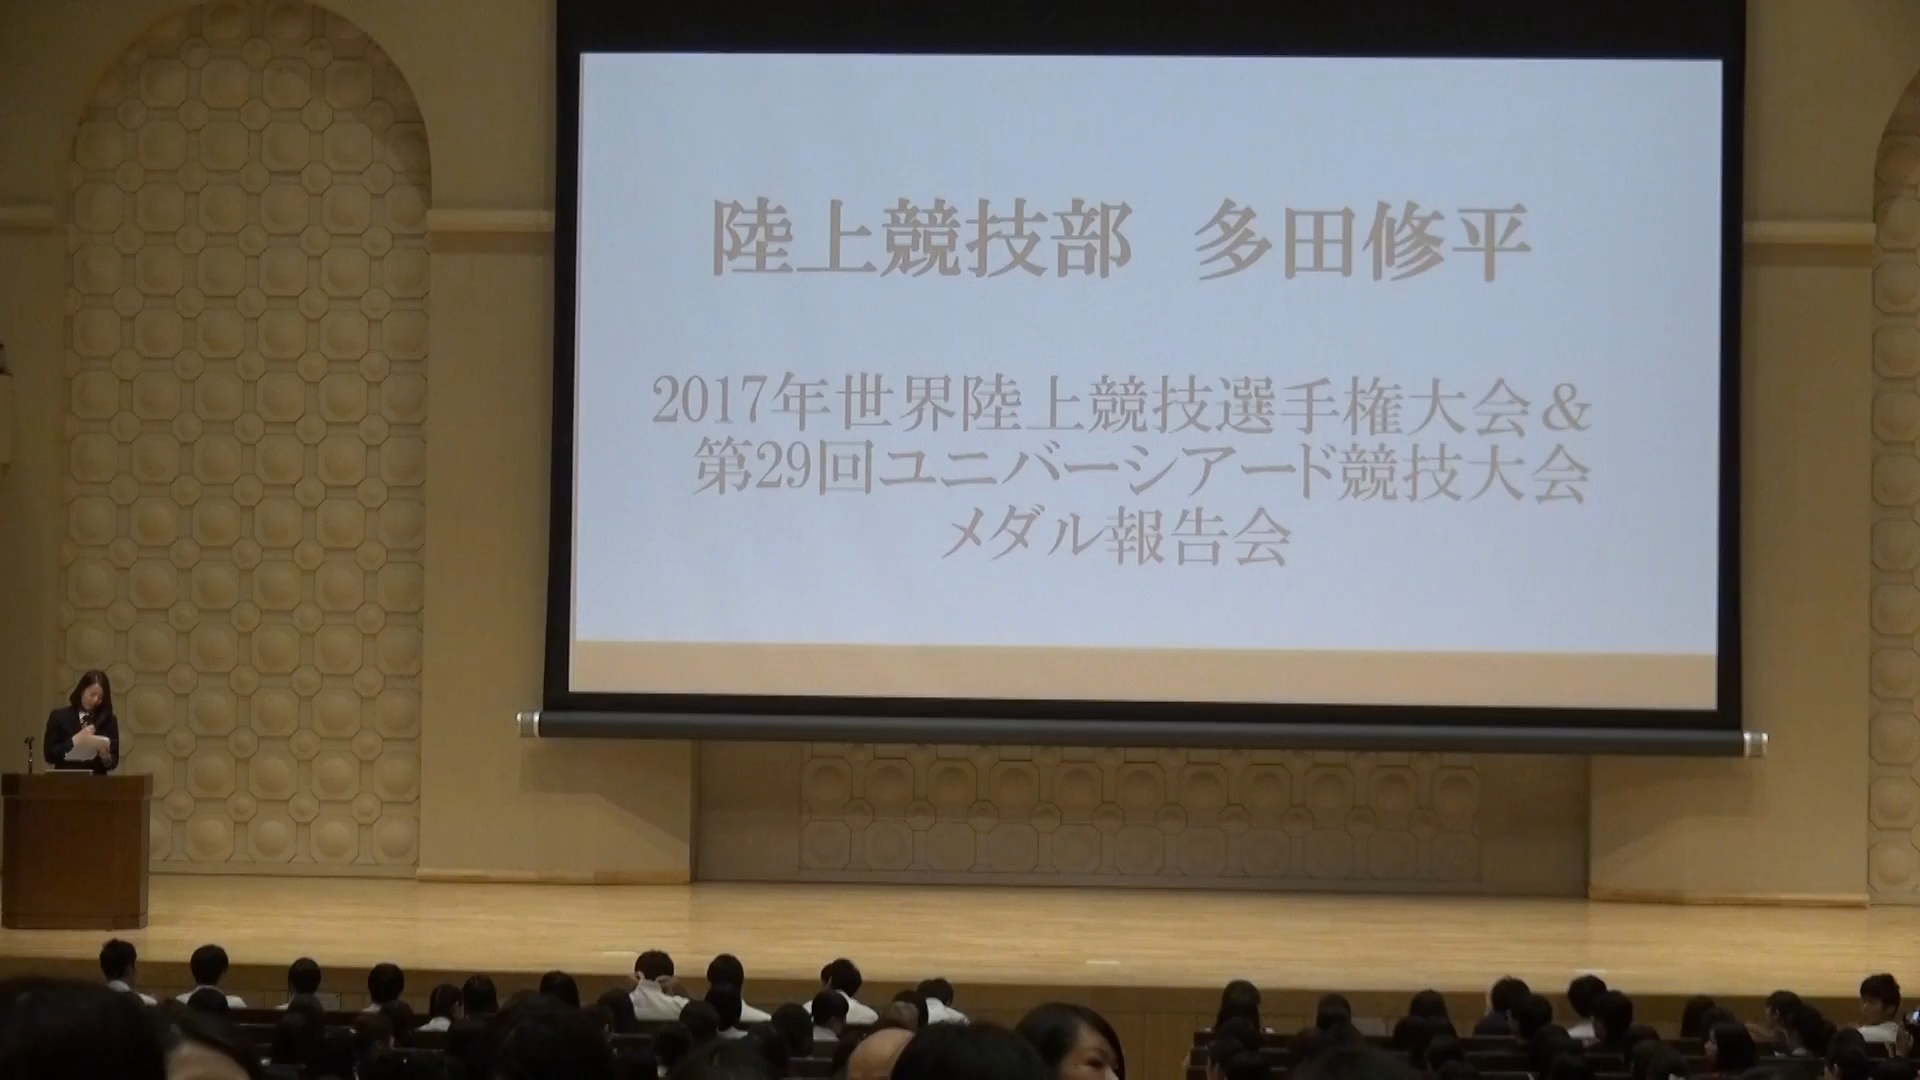 陸上競技部　多田修平
2017年世界陸上競技選手権大会＆
第29回ユニバーシアード競技大会
メダル報告会